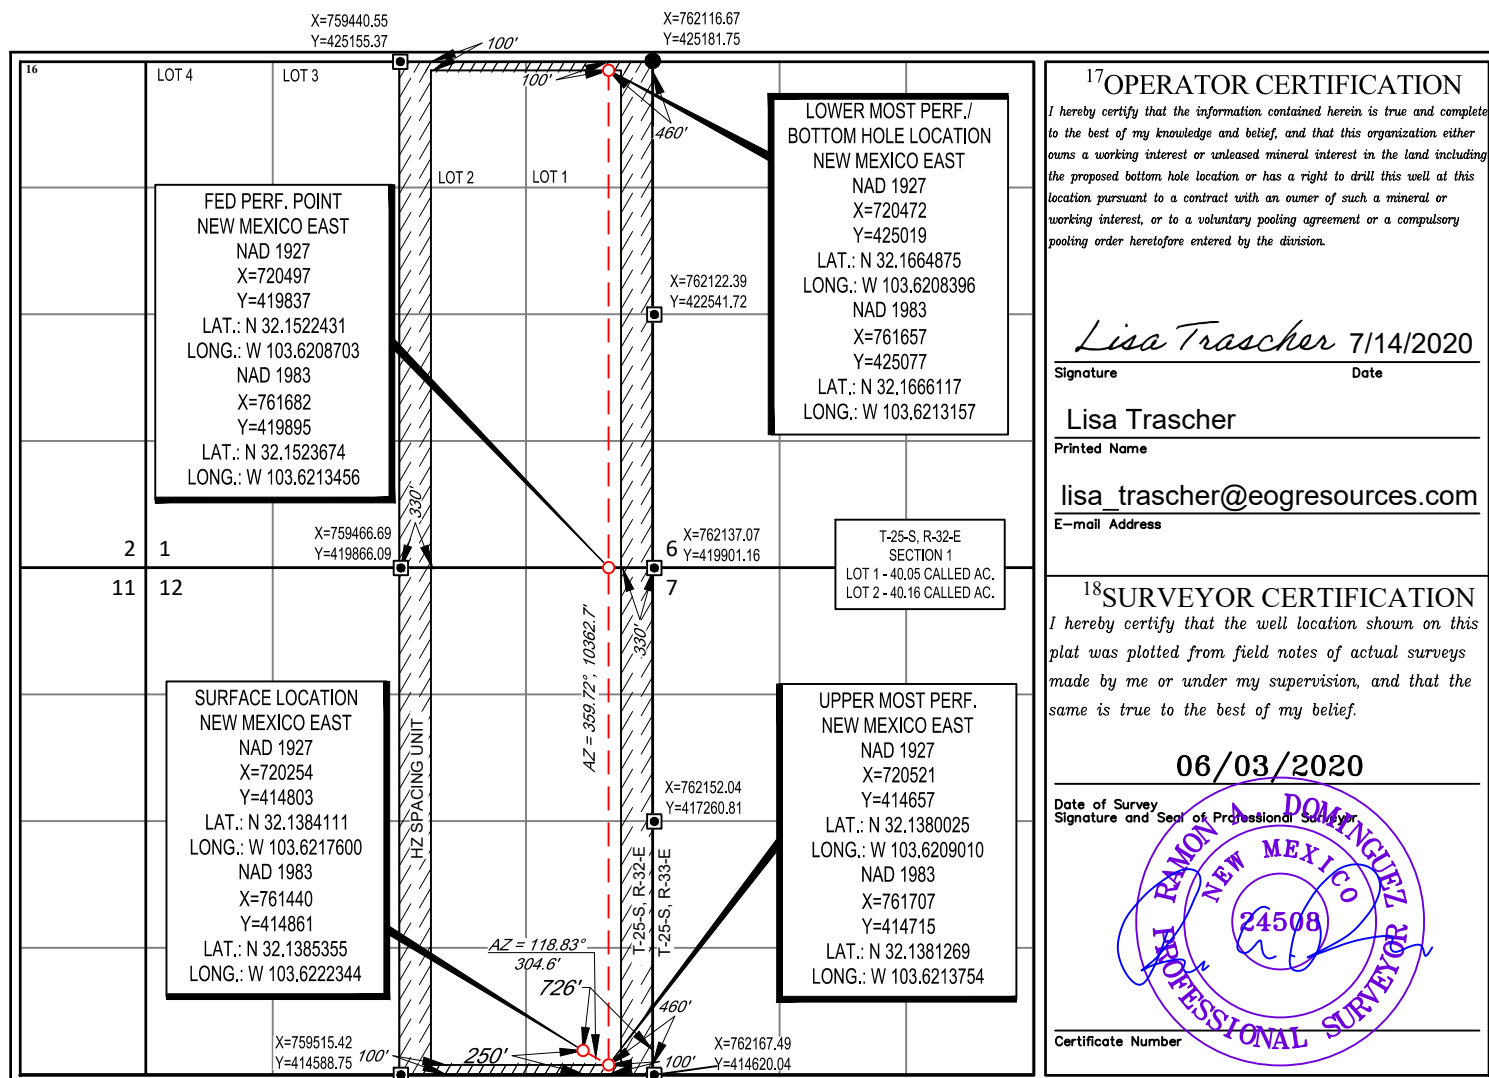 X=759440.55
Y=425155.37
X=762116.67
Y=425181.75
16
LOT 4
LOT 3
100'
100'
460'
LOT 2
LOT 1
LOWER MOST PERF./
BOTTOM HOLE LOCATION
NEW MEXICO EAST
NAD 1927
X=720472
Y=425019
LAT.: N 32.1664875
LONG.: W 103.6208396
NAD 1983
X=761657
Y=425077
LAT.: N 32.1666117
LONG.: W 103.6213157
FED PERF. POINT
NEW MEXICO EAST
NAD 1927
X=720497
Y=419837
LAT.: N 32.1522431
LONG.: W 103.6208703
NAD 1983
X=761682
Y=419895
LAT.: N 32.1523674
LONG.: W 103.6213456
X=762122.39
Y=422541.72
330'
X=759466.69
Y=419866.09
X=762137.07
Y=419901.16
2
1
6
11
12
7
T-25-S, R-32-E
SECTION 1
LOT 1 - 40.05 CALLED AC.
LOT 2 - 40.16 CALLED AC.
330'
AZ = 359.72°, 10362.7'
HZ SPACING UNIT
SURFACE LOCATION
NEW MEXICO EAST
NAD 1927
X=720254
Y=414803
LAT.: N 32.1384111
LONG.: W 103.6217600
NAD 1983
X=761440
Y=414861
LAT.: N 32.1385355
LONG.: W 103.6222344
UPPER MOST PERF.
NEW MEXICO EAST
NAD 1927
X=720521
Y=414657
LAT.: N 32.1380025
LONG.: W 103.6209010
NAD 1983
X=761707
Y=414715
LAT.: N 32.1381269
LONG.: W 103.6213754
X=762152.04
Y=417260.81
T-25-S, R-32-E
T-25-S, R-33-E
AZ = 118.83°
304.6'
726'
460'
X=759515.42
Y=414588.75
100'
250'
100'
X=762167.49
Y=414620.04
17 OPERATOR CERTIFICATION
I hereby certify that the information contained herein is true and complete
to the best of my knowledge and belief, and that this organization either
owns a working interest or unleased mineral interest in the land including
the proposed bottom hole location or has a right to drill this well at this
location pursuant to a contract with an owner of such a mineral or
working interest, or to a voluntary pooling agreement or a compulsory
pooling order heretofore entered by the division.
Lisa Trascher 7/14/2020
Signature Date
Lisa Trascher
Printed Name
lisa_trascher@eogresources.com
E-mail Address
18 SURVEYOR CERTIFICATION
I hereby certify that the well location shown on this
plat was plotted from field notes of actual surveys
made by me or under my supervision, and that the
same is true to the best of my belief.
06/03/2020
Date of Survey
Signature and Seal of Professional Surveyor
RAMON A. DOMINGUEZ
NEW MEXICO
24508
PROFESSIONAL SURVEYOR
Certificate Number